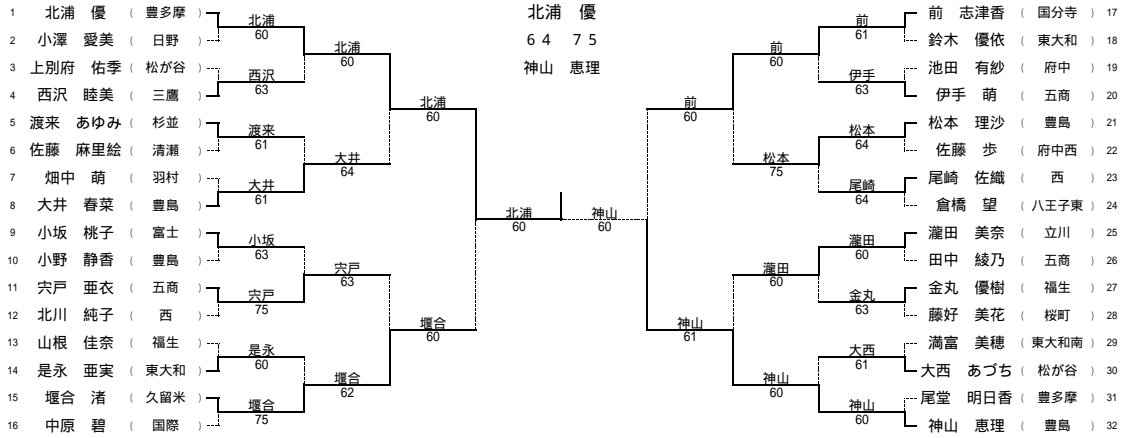 北浦 優
6 4 7 5
神山 恵理
1 北浦 優 ( 豊多摩 )
2 小澤 愛美 ( 日野 )
3 上別府 佑季 ( 松が谷 )
4 西沢 睦美 ( 三鷹 )
5 渡来 あゆみ ( 杉並 )
6 佐藤 麻里絵 ( 清瀬 )
7 畑中 萌 ( 羽村 )
8 大井 春菜 ( 豊島 )
9 小坂 桃子 ( 富士 )
10 小野 静香 ( 豊島 )
11 宍戸 亜衣 ( 五商 )
12 北川 純子 ( 西 )
13 山根 佳奈 ( 福生 )
14 是永 亜実 ( 東大和 )
15 堰合 渚 ( 久留米 )
16 中原 碧 ( 国際 )
北浦
60
西沢
63
渡来
61
大井
61
小坂
63
宍戸
75
是永
60
堰合
75
北浦
60
大井
64
宍戸
63
堰合
62
北浦
60
堰合
60
北浦
60
神山
60
前
60
神山
61
前
60
松本
75
瀧田
60
神山
60
前
61
伊手
63
松本
64
尾崎
64
瀧田
60
金丸
63
大西
61
神山
60
前 志津香 ( 国分寺 ) 17
鈴木 優依 ( 東大和 ) 18
池田 有紗 ( 府中 ) 19
伊手 萌 ( 五商 ) 20
松本 理沙 ( 豊島 ) 21
佐藤 歩 ( 府中西 ) 22
尾崎 佐織 ( 西 ) 23
倉橋 望 ( 八王子東 ) 24
瀧田 美奈 ( 立川 ) 25
田中 綾乃 ( 五商 ) 26
金丸 優樹 ( 福生 ) 27
藤好 美花 ( 桜町 ) 28
満富 美穂 ( 東大和南 ) 29
大西 あづち ( 松が谷 ) 30
尾堂 明日香 ( 豊多摩 ) 31
神山 恵理 ( 豊島 ) 32